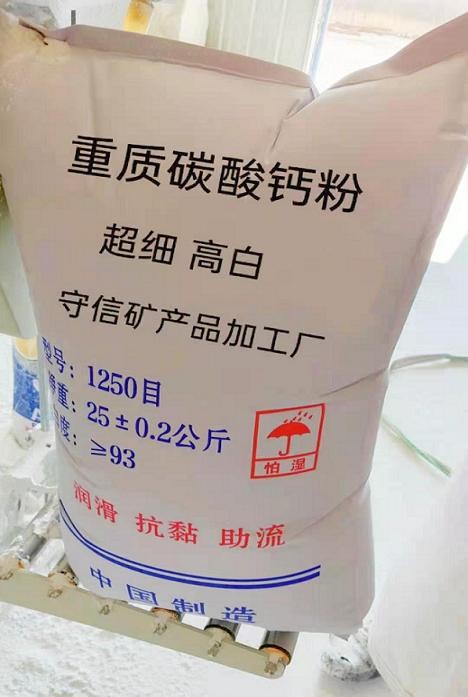 重质碳酸钙粉
超细 高白
守信矿产品加工厂
型号：1250目
重：25±0.2公斤
度：≥93
怕 湿
润滑 抗黏 助流
中国制造